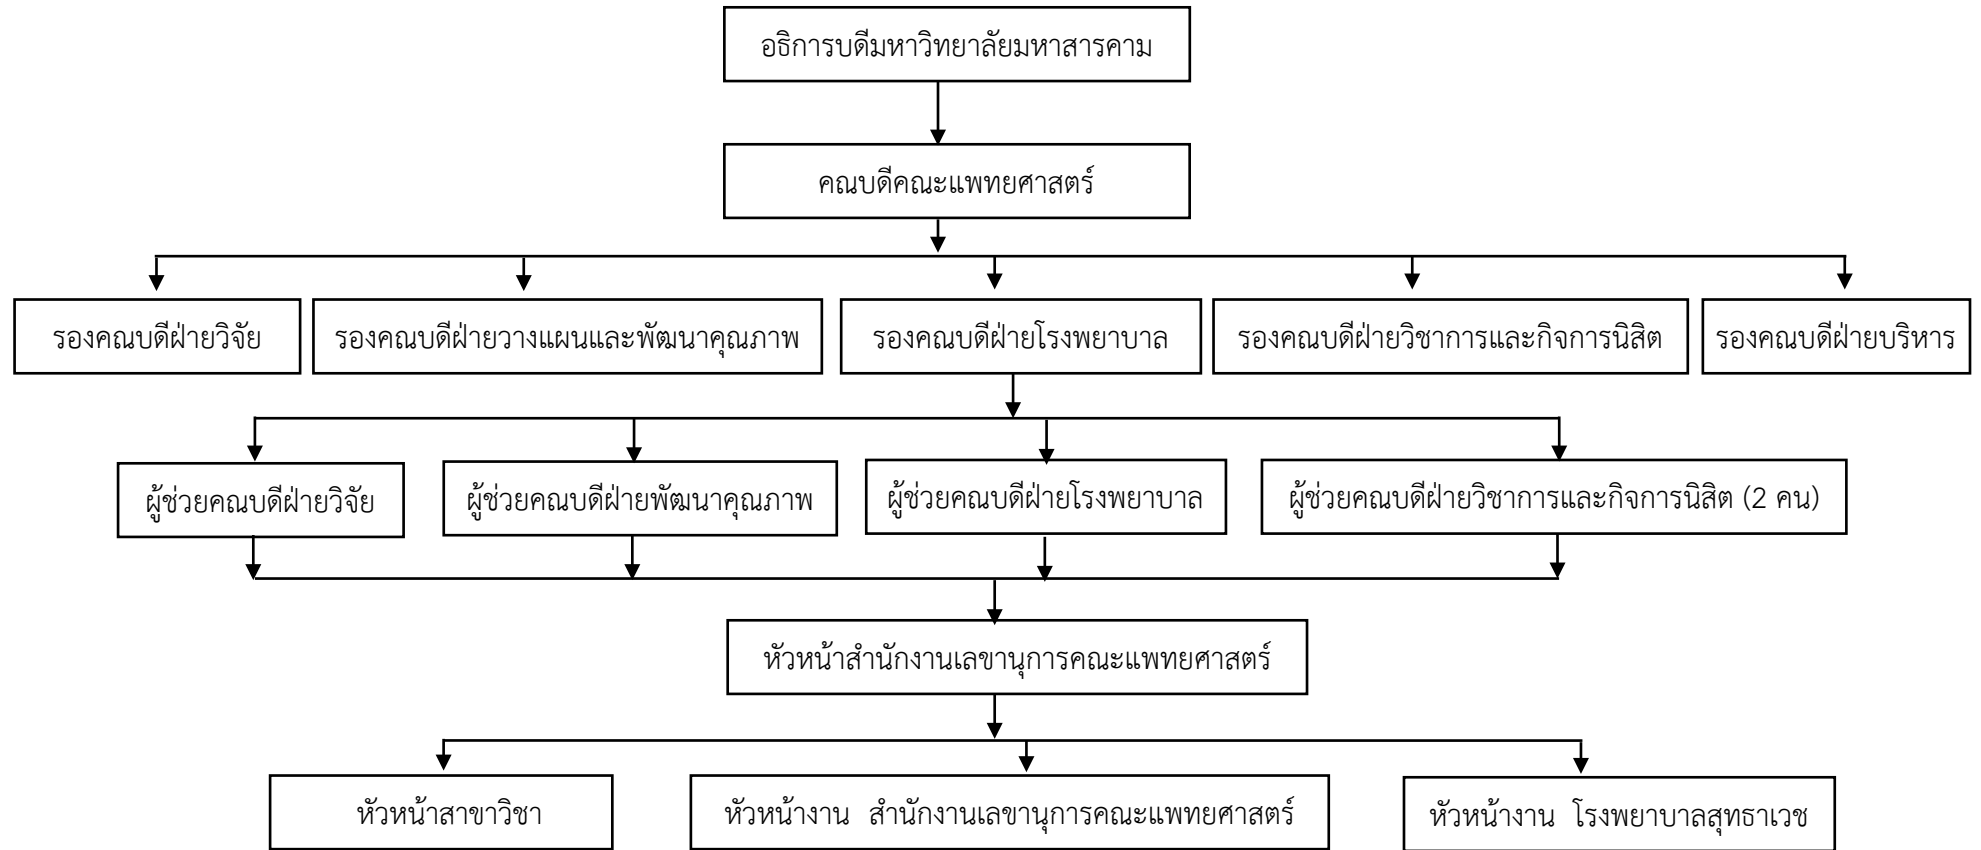 อธิการบดีมหาวิทยาลัยมหาสารคาม
คณบดีคณะแพทยศาสตร์
รองคณบดีฝ่ายวิจัย
รองคณบดีฝ่ายวางแผนและพัฒนาคุณภาพ
รองคณบดีฝ่ายโรงพยาบาล
รองคณบดีฝ่ายวิชาการและกิจการนิสิต
รองคณบดีฝ่ายบริหาร
ผู้ช่วยคณบดีฝ่ายวิจัย
ผู้ช่วยคณบดีฝ่ายพัฒนาคุณภาพ
ผู้ช่วยคณบดีฝ่ายโรงพยาบาล
ผู้ช่วยคณบดีฝ่ายวิชาการและกิจการนิสิต (2 คน)
หัวหน้าสำนักงานเลขานุการคณะแพทยศาสตร์
หัวหน้าสาขาวิชา
หัวหน้างาน สำนักงานเลขานุการคณะแพทยศาสตร์
หัวหน้างาน โรงพยาบาลสุทธาเวช